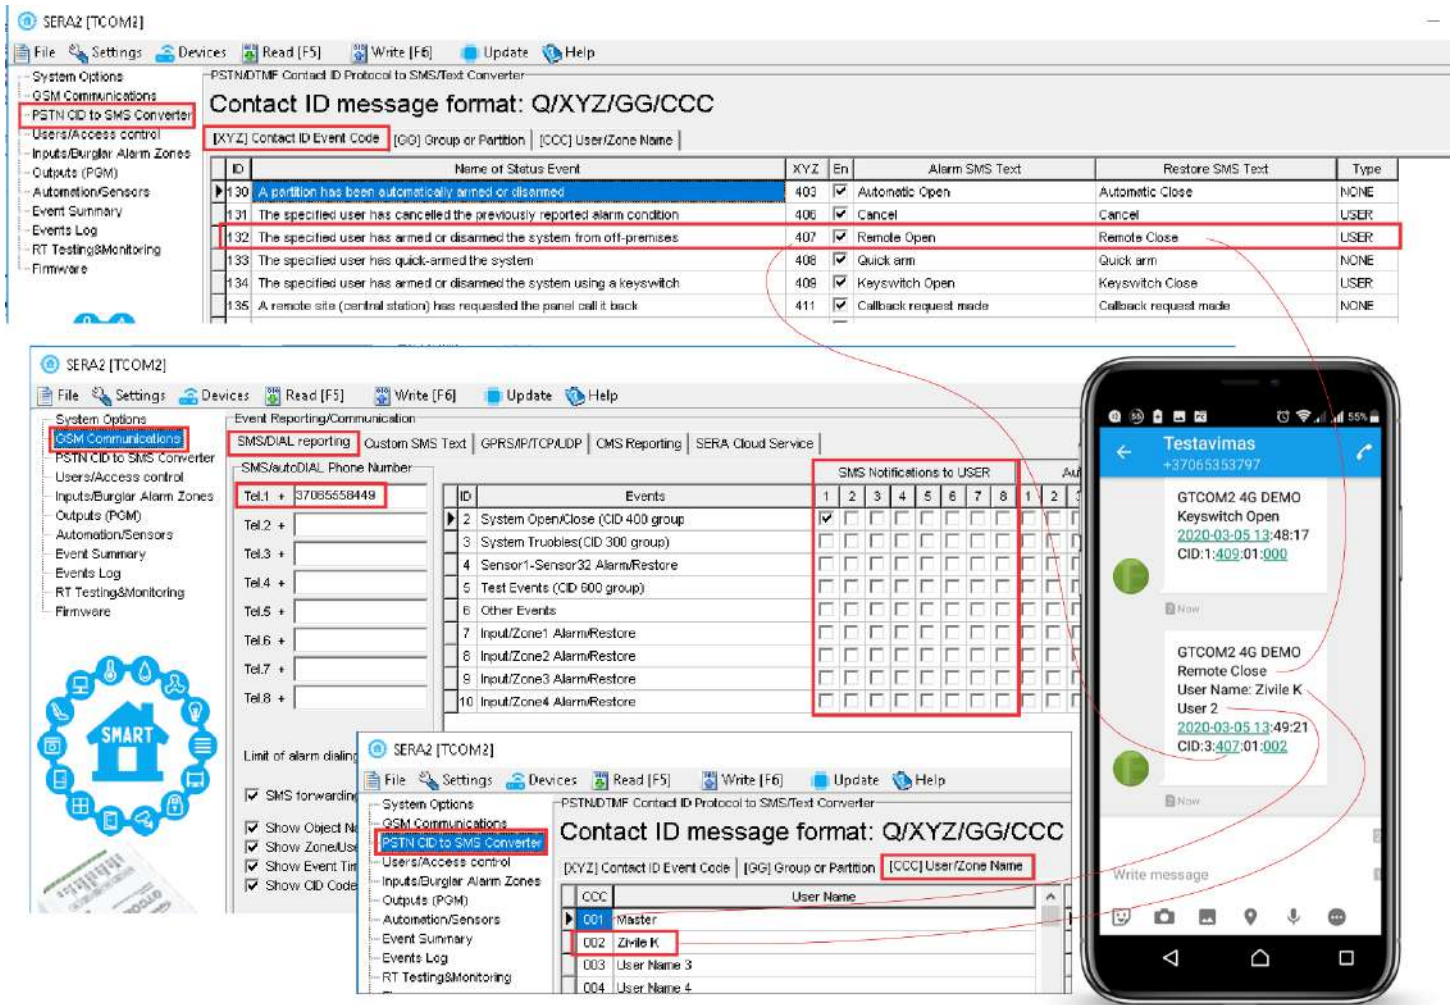 SERA2 [TCOM2]
File Settings Devices Read [F5] Write [F6] Update Help
System Options
GSM Communications
PSTN CID to SMS Converter
Users/Access control
Inputs/Burglar Alarm Zones
Outputs (PGM)
Automation/Sensors
Event Summary
Events Log
RT Testing&Monitoring
Firmware
PSTN/DTMF Contact ID Protocol to SMS/Text Converter
Contact ID message format: Q/XYZ/GG/CCC
[XYZ] Contact ID Event Code [GG] Group or Partition [CCC] User/Zone Name
ID Name of Status Event XYZ En Alarm SMS Text Restore SMS Text Type
130 A partition has been automatically armed or disarmed 403 Automatic Open Automatic Close NONE
131 The specified user has cancelled the previously reported alarm condition 406 Cancel Cancel USER
132 The specified user has armed or disarmed the system from off-premises 407 Remote Open Remote Close USER
133 The specified user has quick-armed the system 408 Quick arm Quick arm NONE
134 The specified user has armed or disarmed the system using a keyswitch 409 Keyswitch Open Keyswitch Close USER
135 A remote site (central station) has requested the panel call it back 411 Callback request made Callback request made NONE
SERA2 [TCOM2]
File Settings Devices Read [F5] Write [F6] Update Help
System Options
GSM Communications
PSTN CID to SMS Converter
Users/Access control
Inputs/Burglar Alarm Zones
Outputs (PGM)
Automation/Sensors
Event Summary
Events Log
RT Testing&Monitoring
Firmware
SMART
Event Reporting/Communication
SMS/DIAL reporting Custom SMS Text GPRS/IP/TCP/UDP CMS Reporting SERA Cloud Service
SMS/autoDIAL Phone Number
Tel.1 + 37065558449
Tel.2 +
Tel.3 +
Tel.4 +
Tel.5 +
Tel.6 +
Tel.7 +
Tel.8 +
Limit of alarm dialing
SMS forwarding
Show Object Na
Show Zone/Use
Show Event Tim
Show CID Code
SMS Notifications to USER Au
ID Events 1 2 3 4 5 6 7 8 1 2
2 System Open/Close (CID 400 group
3 System Truobles(CID 300 group)
4 Sensor1-Sensor32 Alarm/Restore
5 Test Events (CID 600 group)
6 Other Events
7 Input/Zone1 Alarm/Restore
8 Input/Zone2 Alarm/Restore
9 Input/Zone3 Alarm/Restore
10 Input/Zone4 Alarm/Restore
SERA2 [TCOM2]
File Settings Devices Read [F5] Write [F6] Update Help
System Options
GSM Communications
PSTN CID to SMS Converter
Users/Access control
Inputs/Burglar Alarm Zones
Outputs (PGM)
Automation/Sensors
Event Summary
Events Log
RT Testing&Monitoring
PSTN/DTMF Contact ID Protocol to SMS/Text Converter
Contact ID message format: Q/XYZ/GG/CCC
[XYZ] Contact ID Event Code [GG] Group or Partition [CCC] User/Zone Name
CCC User Name
001 Master
002 Zivile K
003 User Name 3
004 User Name 4
55 55%
Testavimas
+37065353797
GTCOM2 4G DEMO
Keyswitch Open
2020-03-05 13:48:17
CID:1:409:01:000
Now
GTCOM2 4G DEMO
Remote Close
User Name: Zivile K
User 2
2020-03-05 13:49:21
CID:3:407:01:002
Now
Write message